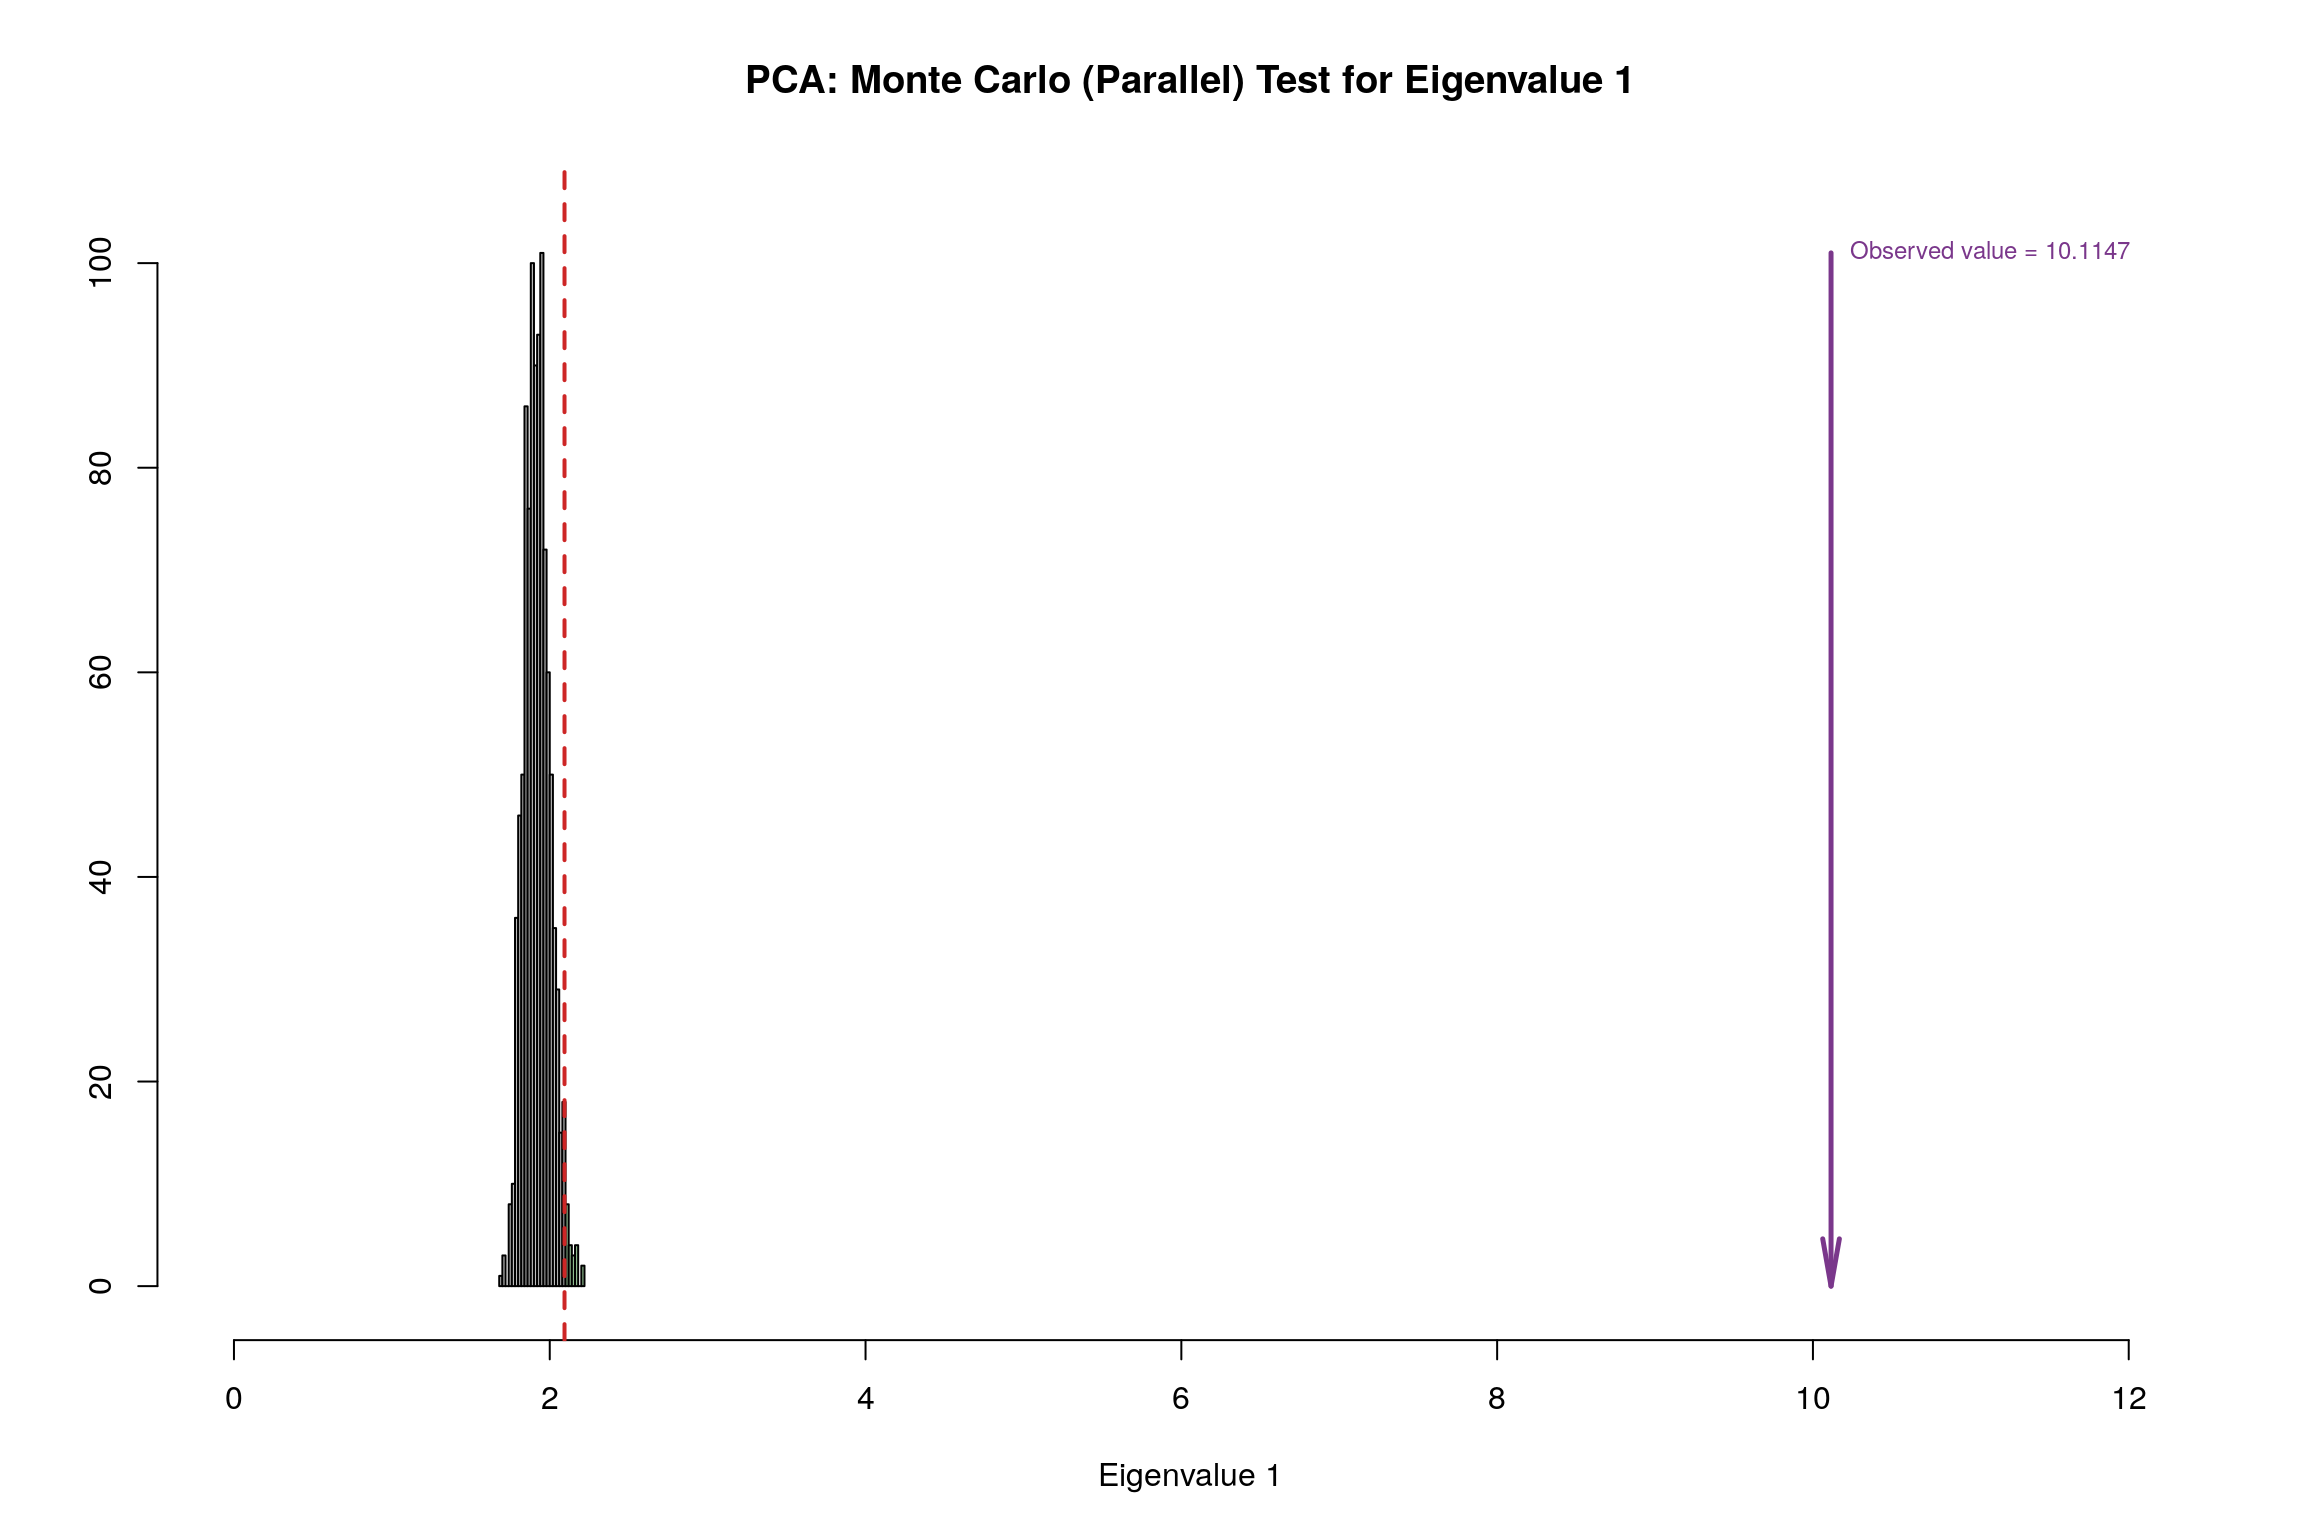 PCA: Monte Carlo (Parallel) Test for Eigenvalue 1
Observed value = 10.1147
100
80
60
40
20
0
0 2 4 6 8 10 12
Eigenvalue 1